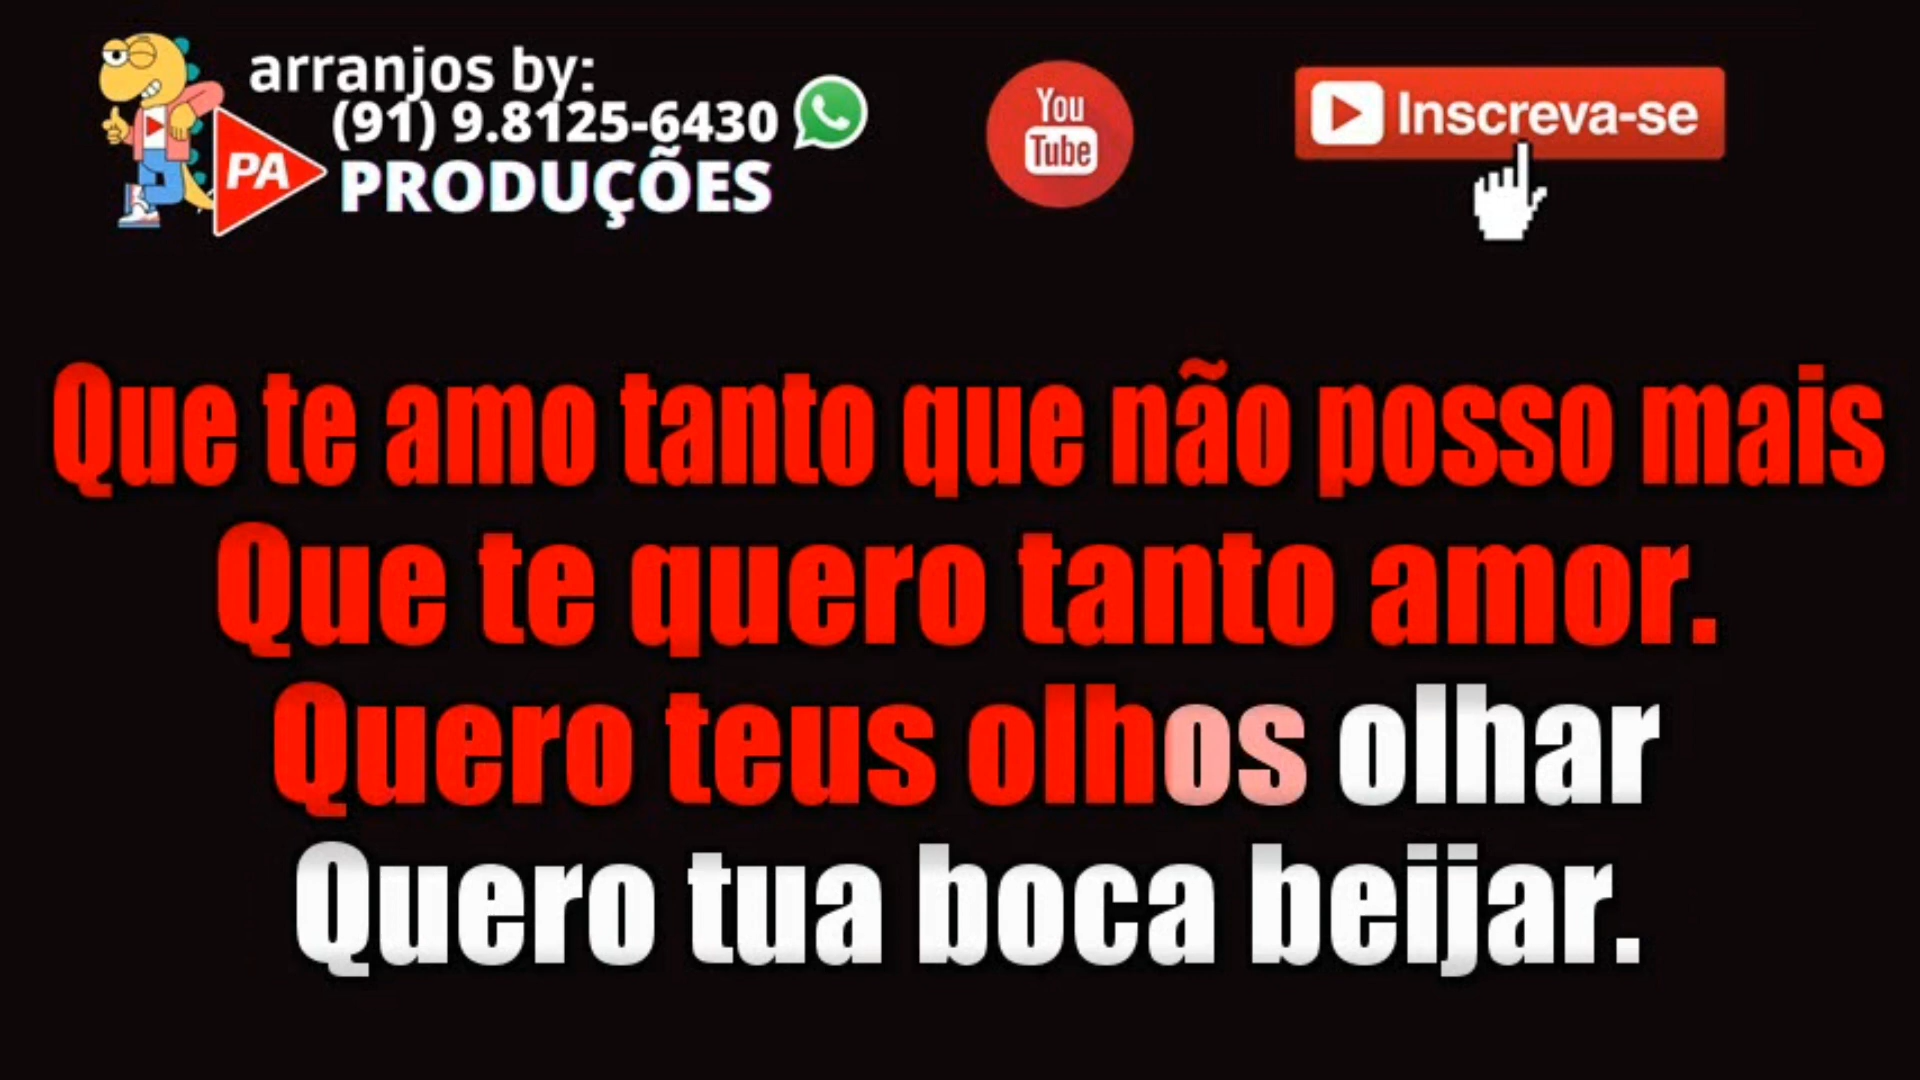 arranjos by:
(91) 9.8125-6430
PA PRODUÇÕES
You
Tube
Inscreva-se
Que te amo tanto que não posso mais
Que te quero tanto amor.
Quero teus olhos olhar
Quero tua boca beijar.